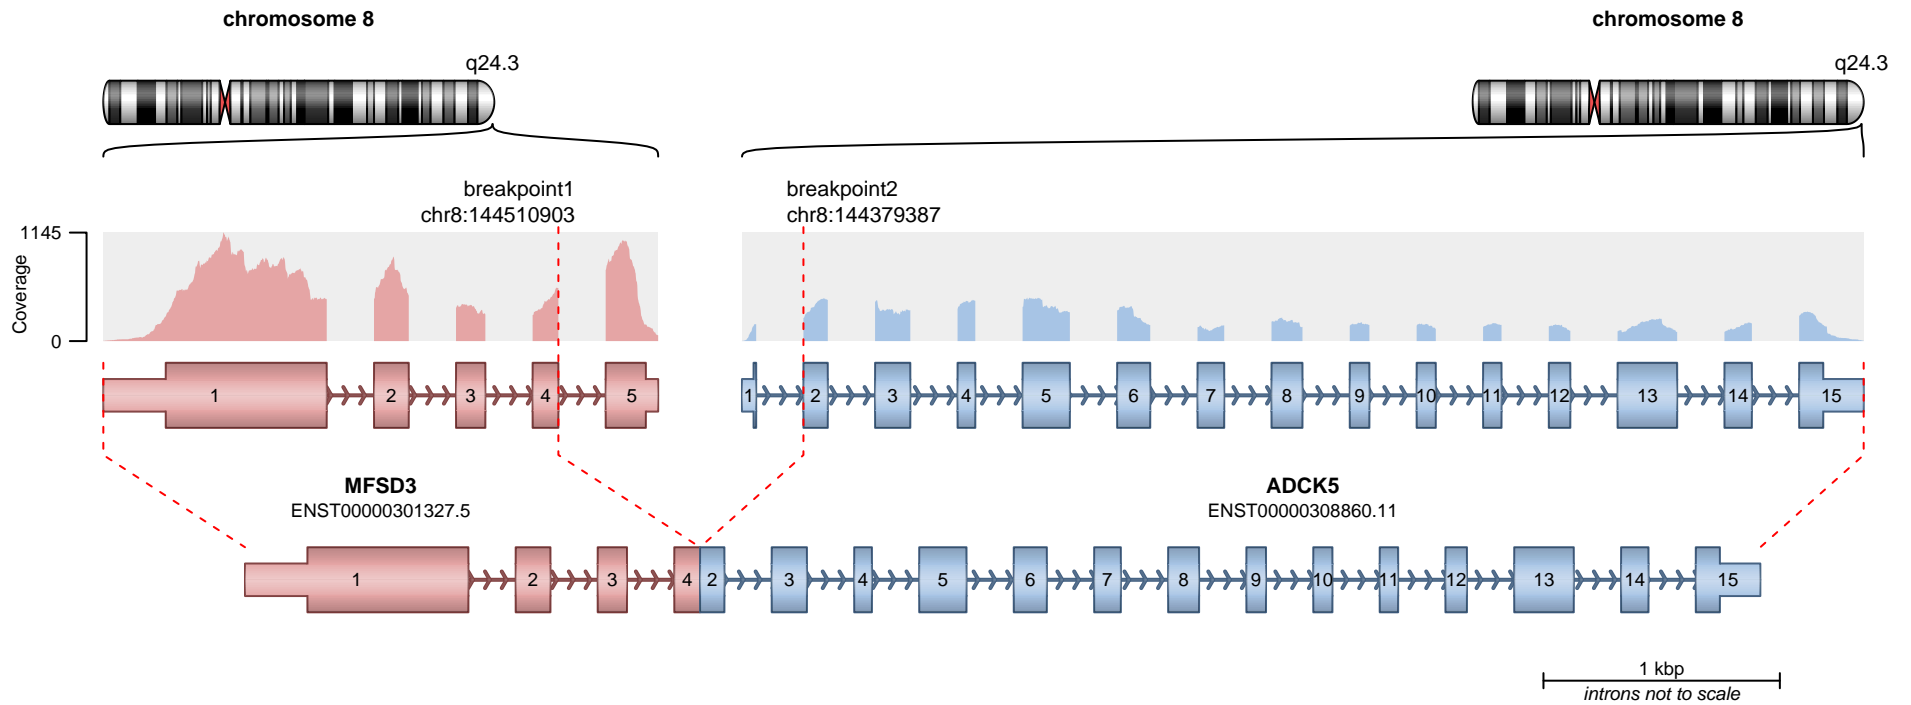 chromosome 8
chromosome 8
q24.3
q24.3
breakpoint1
chr8:144510903
breakpoint2
chr8:144379387
1145
Coverage
0
1 2 3 4 5
1 2 3 4 5 6 7 8 9 10 11 12 13 14 15
MFSD3
ENST00000301327.5
ADCK5
ENST00000308860.11
1 2 3 4 2 3 4 5 6 7 8 9 10 11 12 13 14 15
1 kbp
introns not to scale